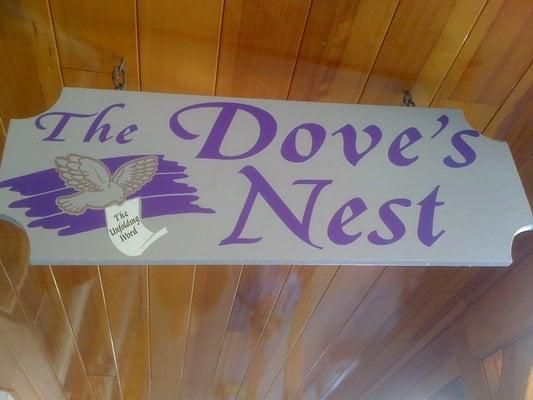 The Dove's
Nest
The
Unfolding
Word